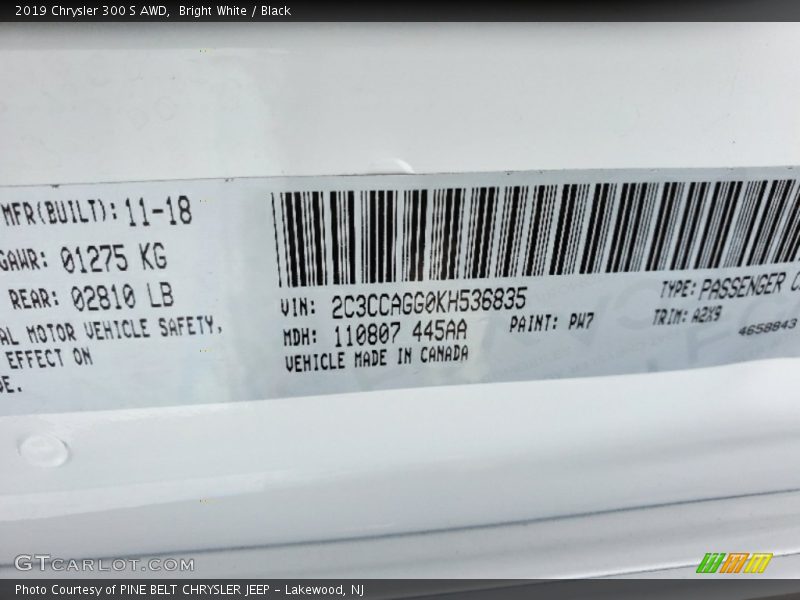 2019 Chrysler 300 S AWD, Bright White / Black
MFR(BUILT): 11-18
GAWR: 01275 KG
REAR: 02810 LB
AL MOTOR VEHICLE SAFETY,
EFFECT ON
DE.
VIN: 2C3CCAGG0KH536835
MDH: 110807 445AA
PAINT: PW7
VEHICLE MADE IN CANADA
TYPE: PASSENGER C
TRIM: A2X9
4658843
GTCARLOT.COM
Photo Courtesy of PINE BELT CHRYSLER JEEP - Lakewood, NJ